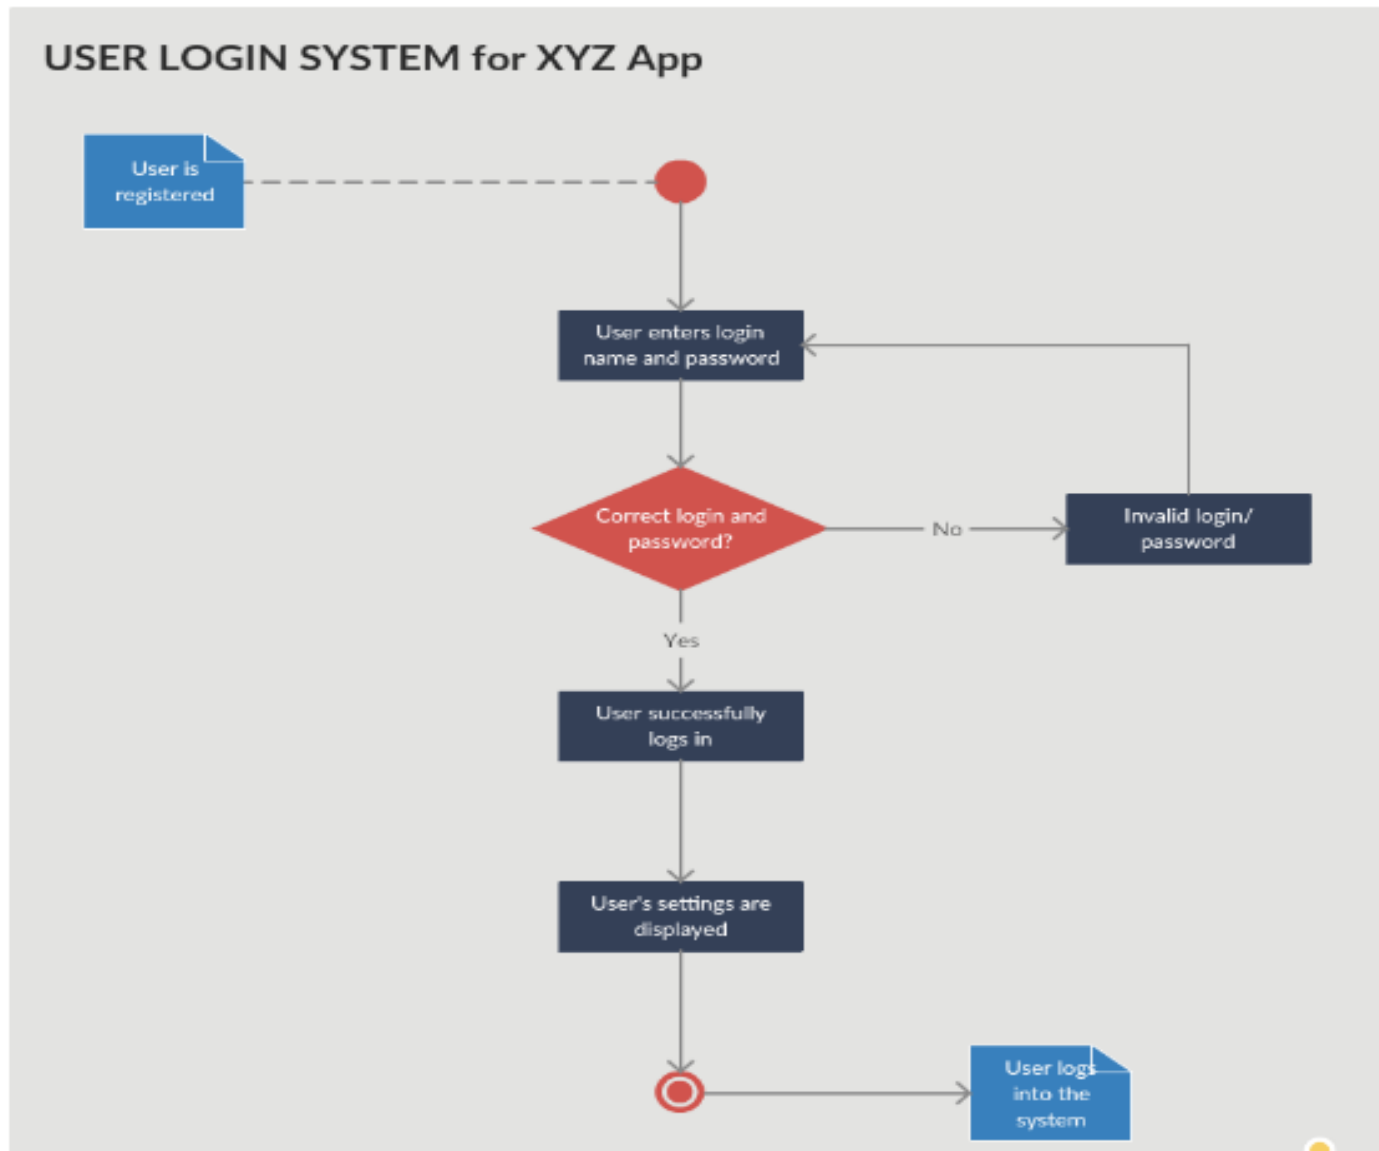 USER LOGIN SYSTEM for XYZ App
User is
registered
User enters login
name and password
Correct login and
password?
No
Invalid login/
password
Yes
User successfully
logs in
User's settings are
displayed
User logs
into the
system